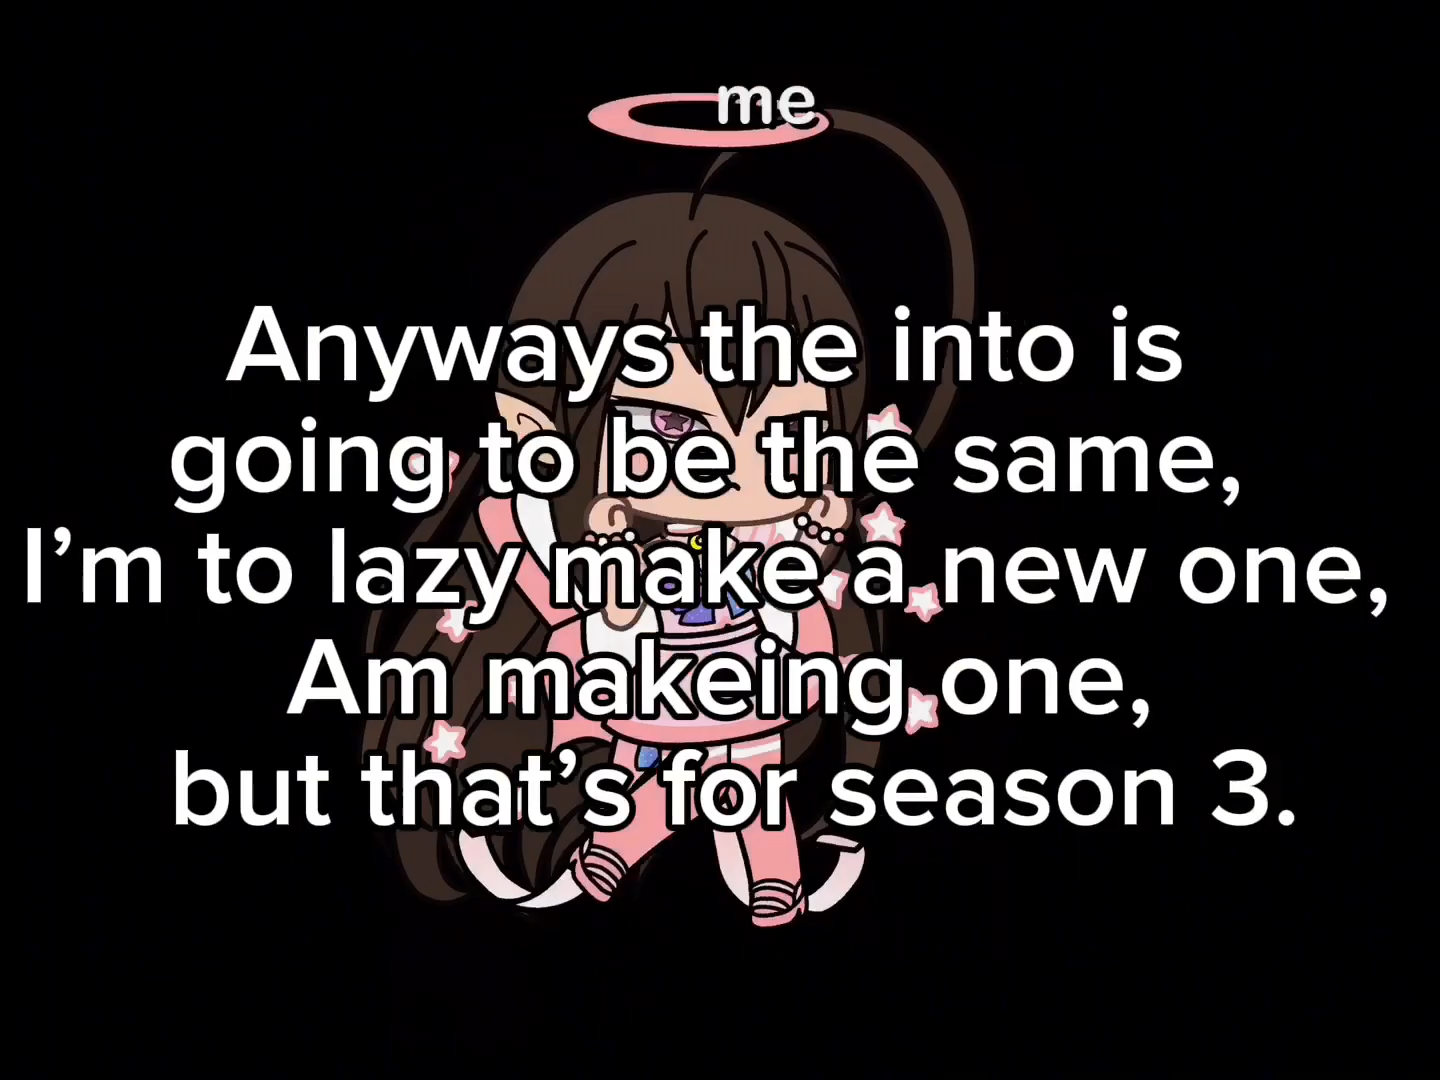 me
Anyways the into is
going to be the same,
I’m to lazy make a new one,
Am makeing one,
but that’s for season 3.